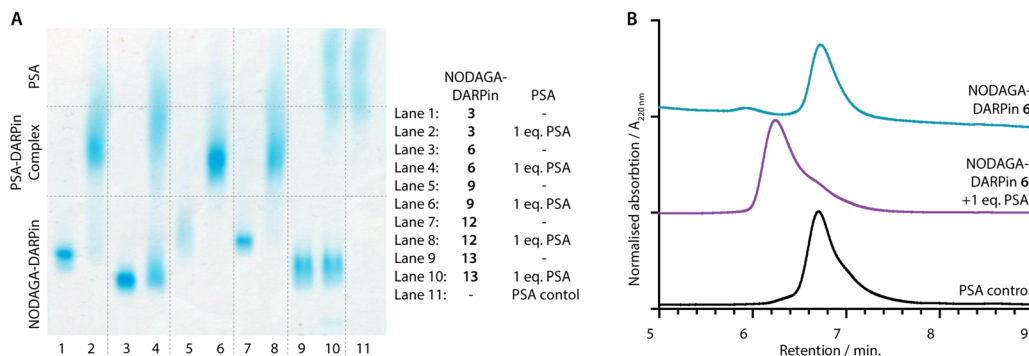 A
PSA
PSA-DARPin
Complex
NODAGA-DARPin
1 2 3 4 5 6 7 8 9 10 11
NODAGA-
DARPin PSA
Lane 1: 3 -
Lane 2: 3 1 eq. PSA
Lane 3: 6 -
Lane 4: 6 1 eq. PSA
Lane 5: 9 -
Lane 6: 9 1 eq. PSA
Lane 7: 12 -
Lane 8: 12 1 eq. PSA
Lane 9 13 -
Lane 10: 13 1 eq. PSA
Lane 11: - PSA contol
B
Normalised absorption / A220 nm
NODAGA-
DARPin 6
NODAGA-
DARPin 6
+1 eq. PSA
PSA contro
5 6 7 8 9
Retention / min.